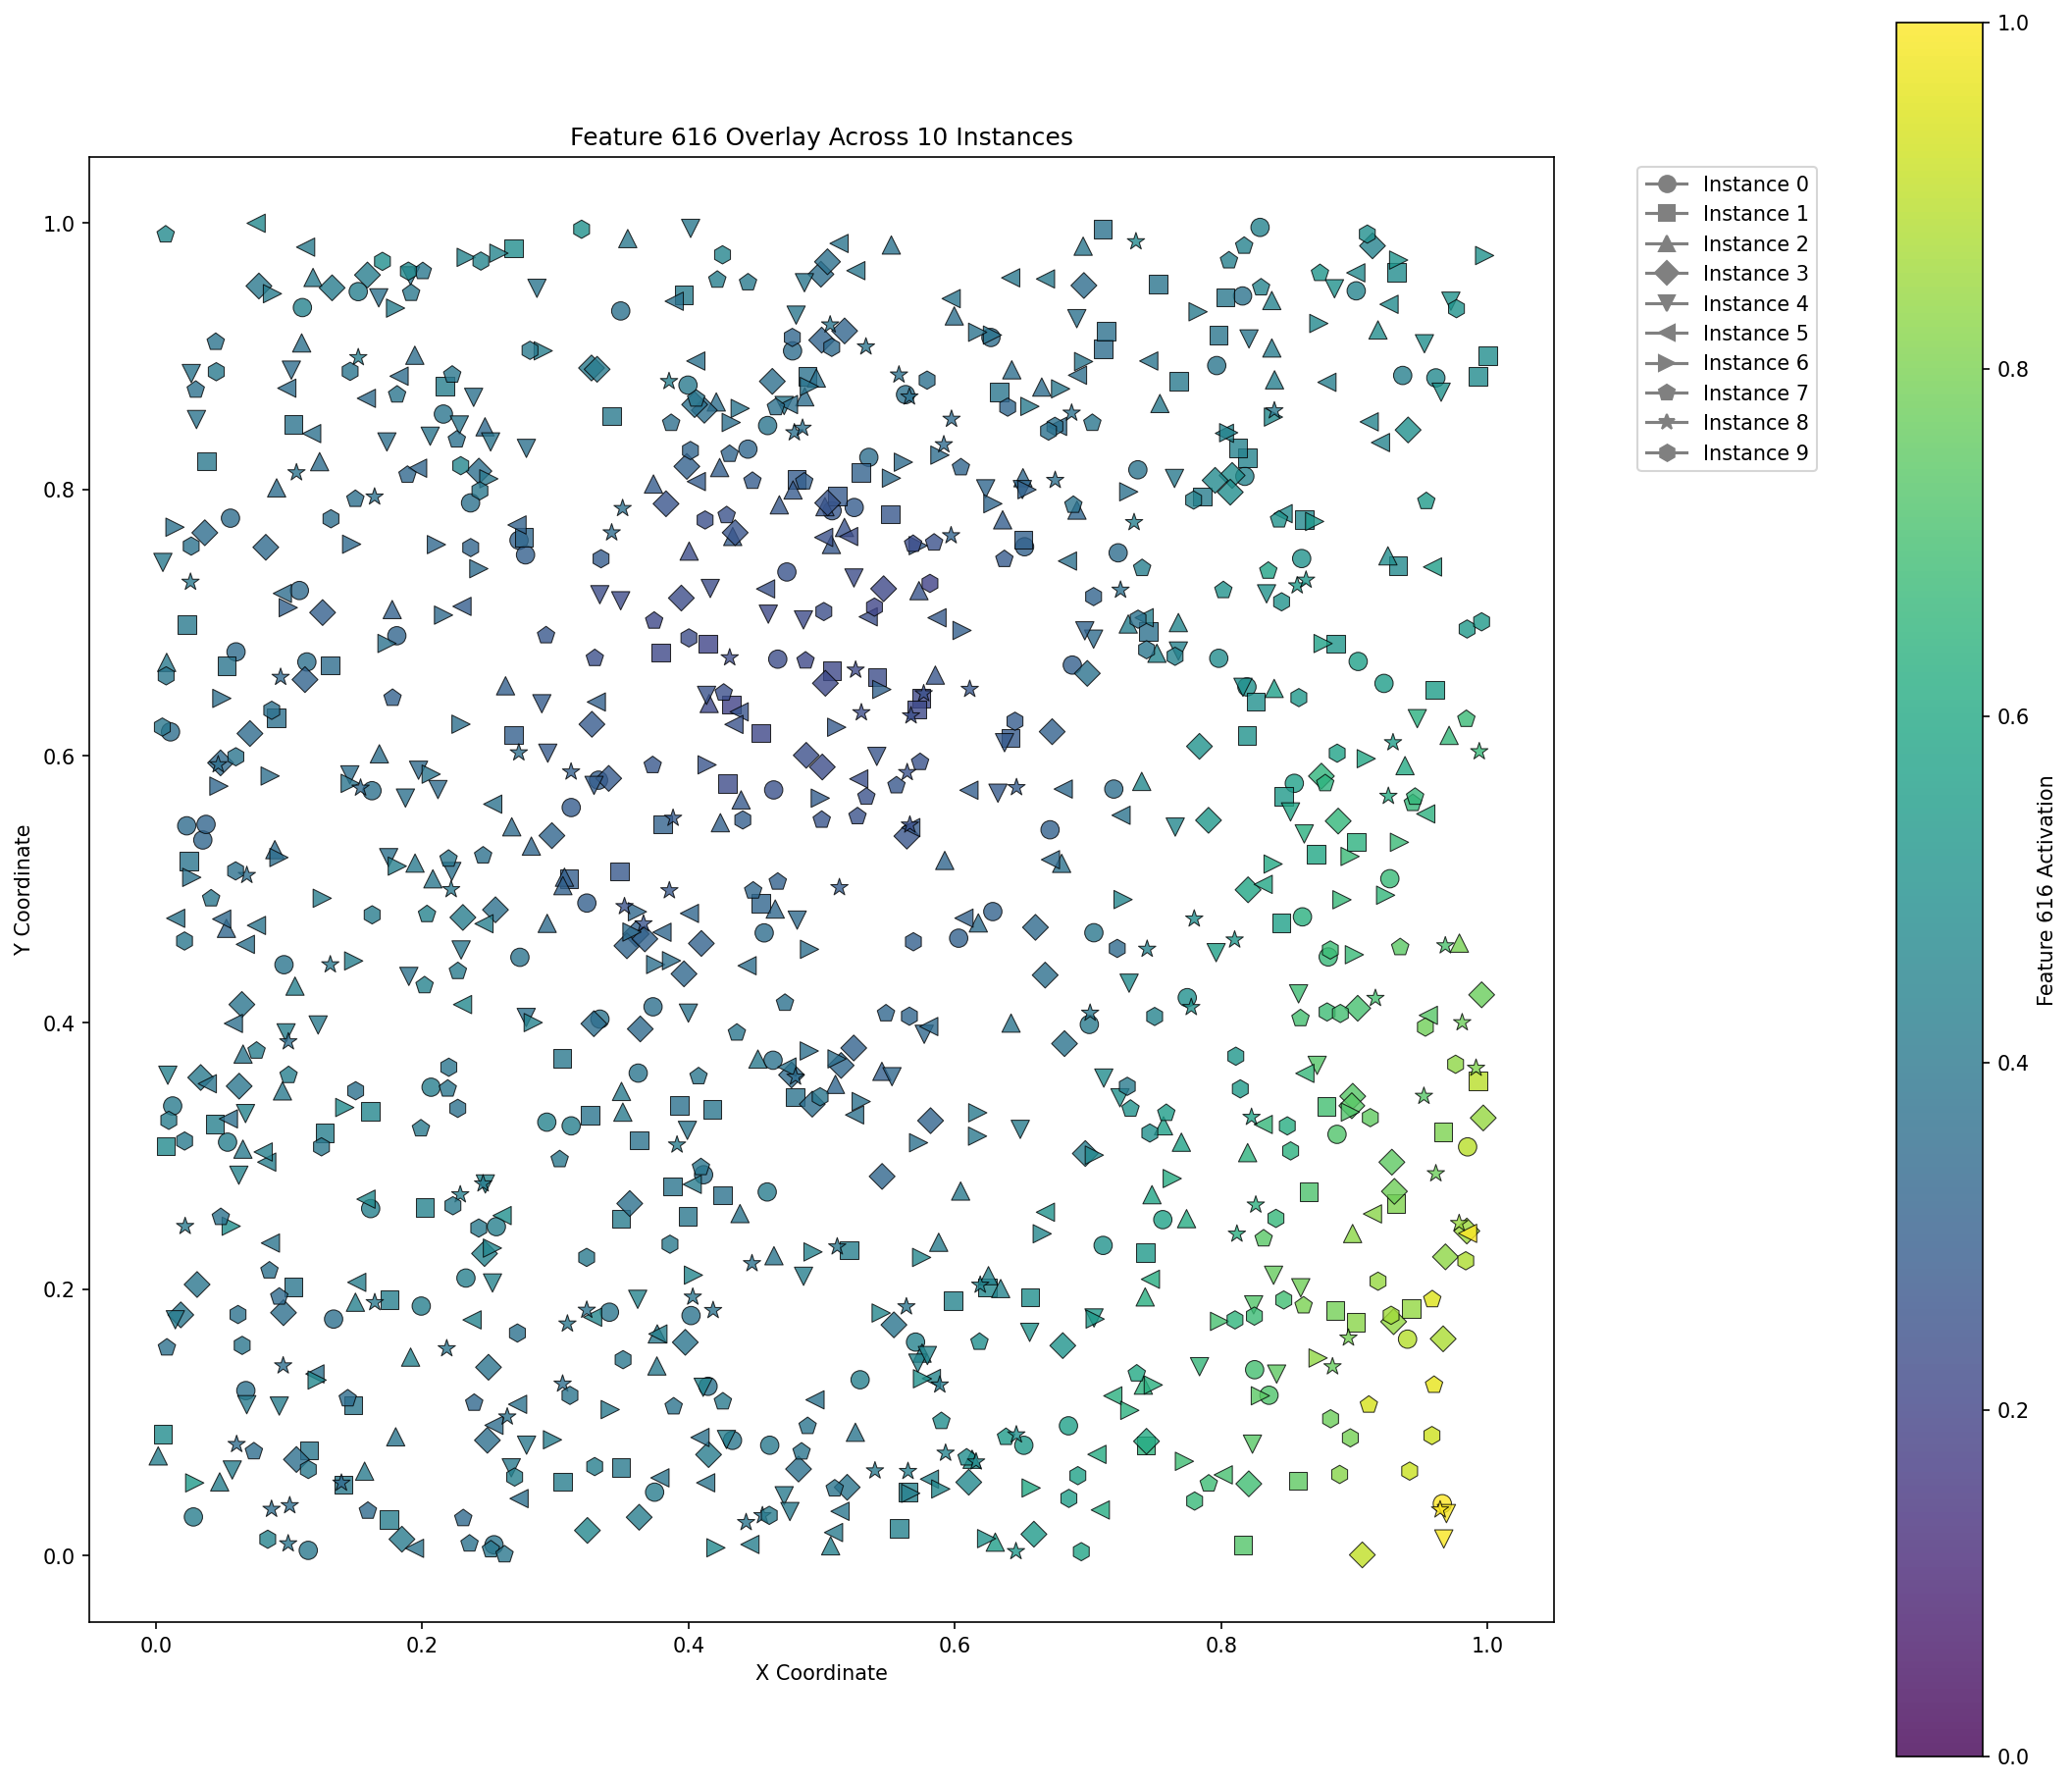 Feature 616 Overlay Across 10 Instances
1.0
0.8
0.6
0.4
0.2
0.0
Y Coordinate
0.0
0.2
0.4
0.6
0.8
1.0
X Coordinate
Instance 0
Instance 1
Instance 2
Instance 3
Instance 4
Instance 5
Instance 6
Instance 7
Instance 8
Instance 9
1.0
0.8
0.6
0.4
0.2
0.0
Feature 616 Activation